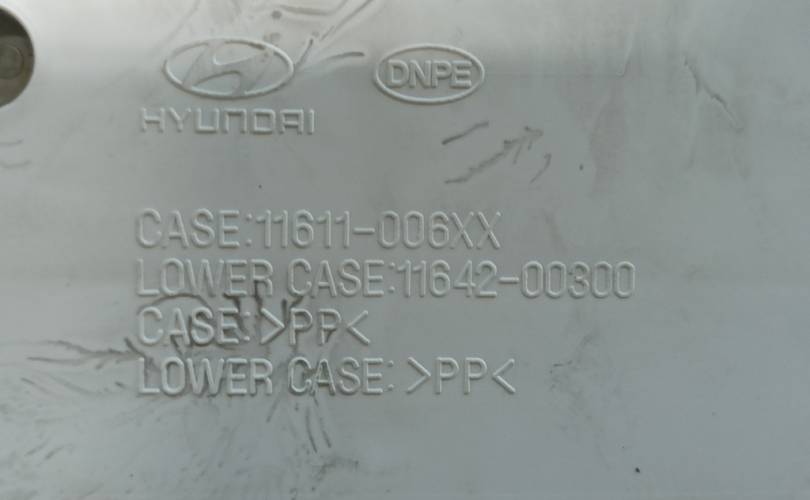 DNPE
HYUNDAI
CASE:11611-006XX
LOWER CASE:11642-00300
CASE:>PP<
LOWER CASE: >PP<